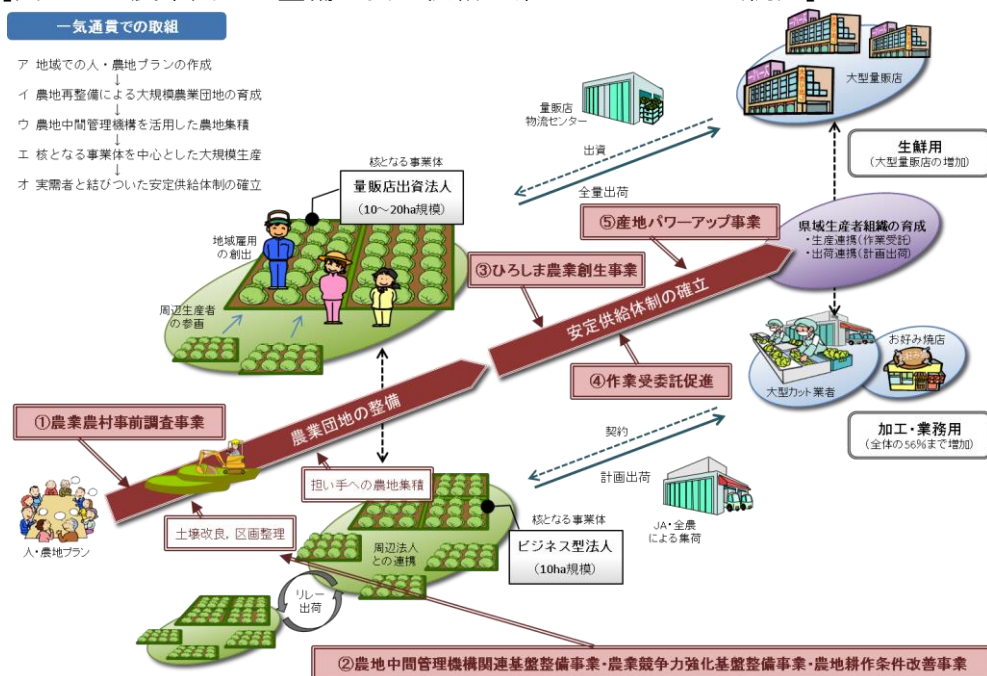 一気通貫での取組
ア 地域での人・農地プランの作成
↓
イ 農地再整備による大規模農業団地の育成
↓
ウ 農地中間管理機構を活用した農地集積
↓
エ 核となる事業体を中心とした大規模生産
↓
オ 実需者と結びついた安定供給体制の確立
大型量販店
量販店
物流センター
出資
全量出荷
生鮮用
(大型量販店の増加)
核となる事業体
量販店出資法人
(10～20ha規模)
地域雇用
の創出
周辺生産者
の参画
⑤産地パワーアップ事業
③ひろしま農業創生事業
県域生産者組織の育成
・生産連携(作業受託)
・出荷連携(計画出荷)
安定供給体制の確立
④作業受委託促進
お好み焼店
大型カット業者
加工・業務用
(全体の56%まで増加)
①農業農村事前調査事業
農業団地の整備
契約
計画出荷
担い手への農地集積
土壌改良，区画整理
人・農地プラン
JA・全農
による集荷
核となる事業体
ビジネス型法人
(10ha規模)
周辺法人
との連携
リレー
出荷
②農地中間管理機構関連基盤整備事業・農業競争力強化基盤整備事業・農地耕作条件改善事業